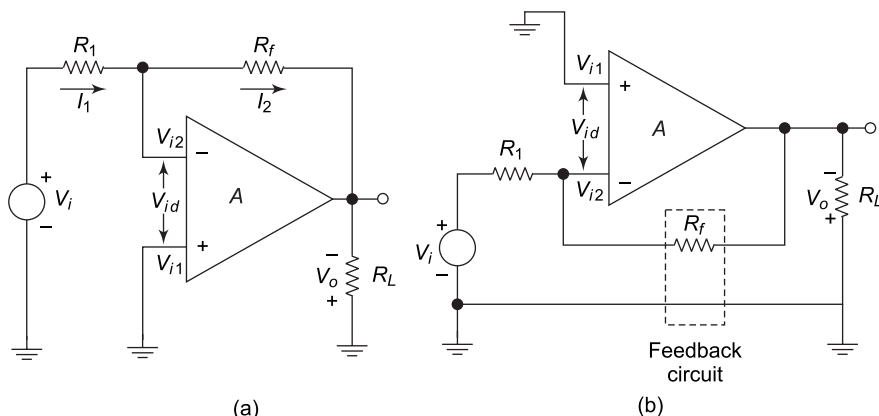 R1
Rf
I1
I2
Vi2
−
Vid
A
+
Vi
−
Vi1
+
−
Vo
+
RL
(a)
Vi1
+
Vid
A
R1
Vi2
−
−
Vo
+
RL
Rf
+
Vi
−
Feedback
circuit
(b)